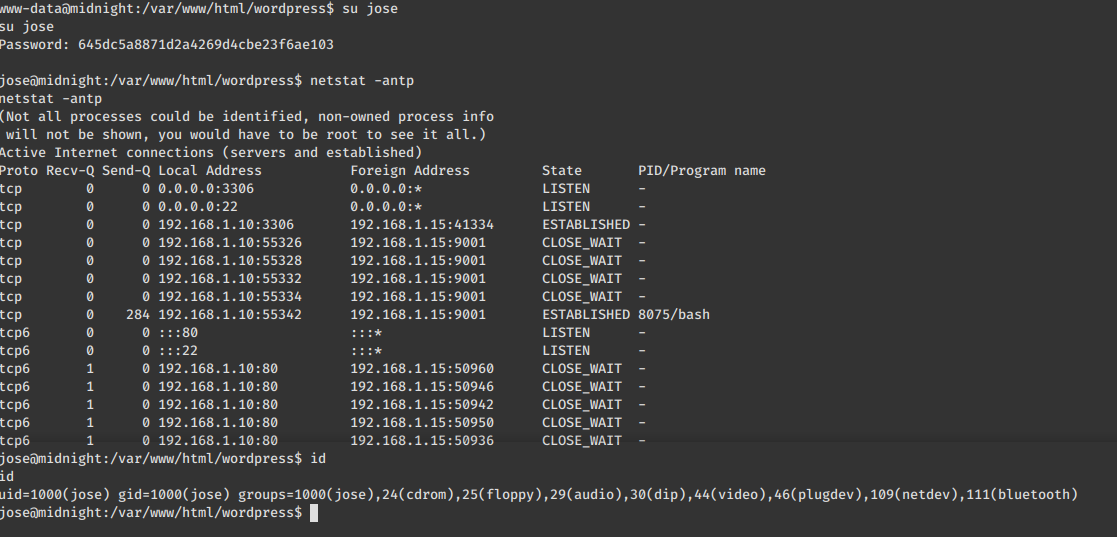 www-data@midnight:/var/www/html/wordpress$ su jose
su jose
Password: 645dc5a8871d2a4269d4cbe23f6ae103

jose@midnight:/var/www/html/wordpress$ netstat -antp
netstat -antp
(Not all processes could be identified, non-owned process info
 will not be shown, you would have to be root to see it all.)
Active Internet connections (servers and established)
Proto Recv-Q Send-Q Local Address           Foreign Address         State       PID/Program name
tcp        0      0 0.0.0.0:3306            0.0.0.0:*               LISTEN      -
tcp        0      0 0.0.0.0:22              0.0.0.0:*               LISTEN      -
tcp        0      0 192.168.1.10:3306       192.168.1.15:41334      ESTABLISHED -
tcp        0      0 192.168.1.10:55326      192.168.1.15:9001       CLOSE_WAIT  -
tcp        0      0 192.168.1.10:55328      192.168.1.15:9001       CLOSE_WAIT  -
tcp        0      0 192.168.1.10:55332      192.168.1.15:9001       CLOSE_WAIT  -
tcp        0      0 192.168.1.10:55334      192.168.1.15:9001       CLOSE_WAIT  -
tcp        0    284 192.168.1.10:55342      192.168.1.15:9001       ESTABLISHED 8075/bash
tcp6       0      0 :::80                   :::*                    LISTEN      -
tcp6       0      0 :::22                   :::*                    LISTEN      -
tcp6       1      0 192.168.1.10:80         192.168.1.15:50960      CLOSE_WAIT  -
tcp6       1      0 192.168.1.10:80         192.168.1.15:50946      CLOSE_WAIT  -
tcp6       1      0 192.168.1.10:80         192.168.1.15:50942      CLOSE_WAIT  -
tcp6       1      0 192.168.1.10:80         192.168.1.15:50950      CLOSE_WAIT  -
tcp6       1      0 192.168.1.10:80         192.168.1.15:50936      CLOSE_WAIT  -
jose@midnight:/var/www/html/wordpress$ id
id
uid=1000(jose) gid=1000(jose) groups=1000(jose),24(cdrom),25(floppy),29(audio),30(dip),44(video),46(plugdev),109(netdev),111(bluetooth)
jose@midnight:/var/www/html/wordpress$